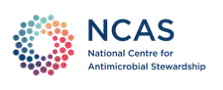 NCAS
National Centre for
Antimicrobial Stewardship